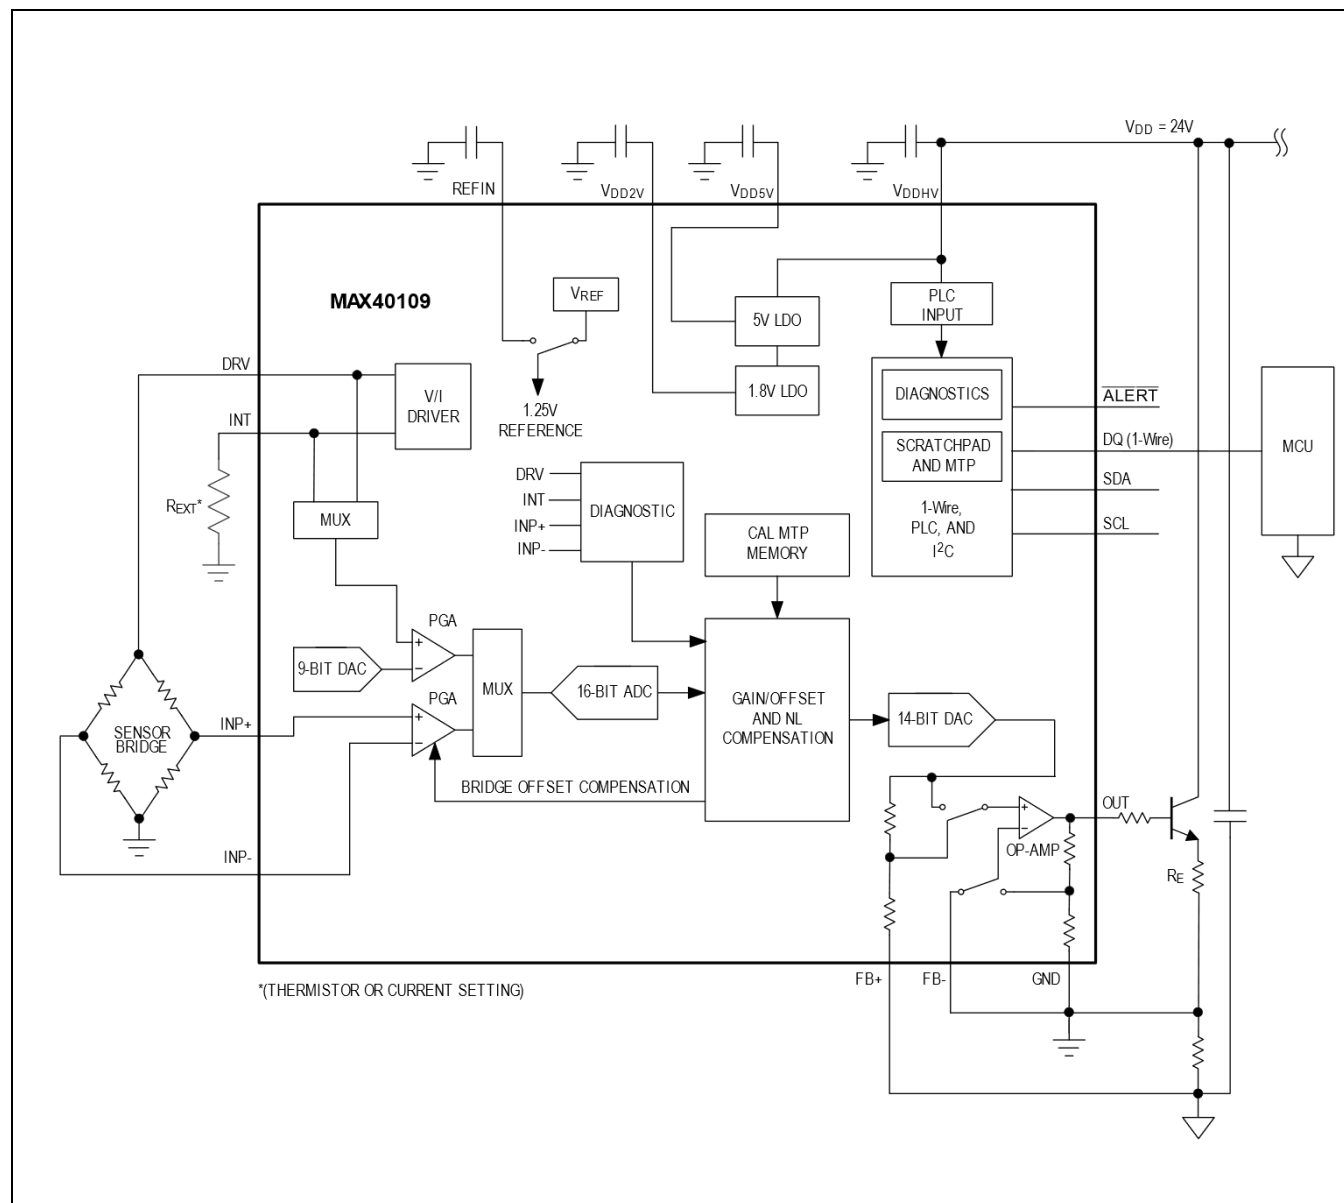 VDD = 24V
REFIN
VDD2V
VDD5V
VDDHV
MAX40109
VREF
5V LDO
PLC
INPUT
DRV
V/I
DRIVER
1.8V LDO
DIAGNOSTICS
ALERT
INT
1.25V
REFERENCE
SCRATCHPAD
AND MTP
DQ (1-Wire)
MCU
REXT*
MUX
DRV
INT
INP+
INP-
DIAGNOSTIC
CAL MTP
MEMORY
1-Wire,
PLC, AND
I2C
SDA
SCL
PGA
+
−
9-BIT DAC
PGA
+
−
MUX
16-BIT ADC
GAIN/OFFSET
AND NL
COMPENSATION
14-BIT DAC
SENSOR
BRIDGE
INP+
BRIDGE OFFSET COMPENSATION
+
−
OP-AMP
OUT
RE
INP-
*(THERMISTOR OR CURRENT SETTING)
FB+
FB-
GND